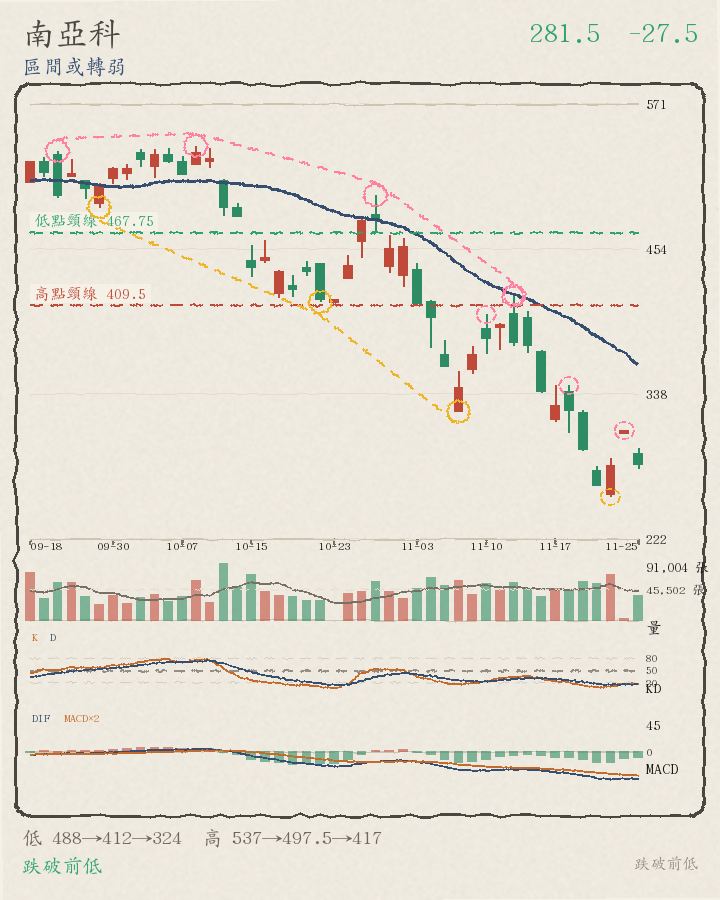 南亞科
281.5 -27.5
區間或轉弱
571
低點頸線 467.75
454
高點頸線 409.5
338
222
09-18 09-30 10-07 10-15 10-23 11-03 11-10 11-17 11-25
91,004 張
45,502 張
量
K D
80
50
20
KD
DIF MACD×2
45
0
MACD
低 488→412→324 高 537→497.5→417
跌破前低
跌破前低